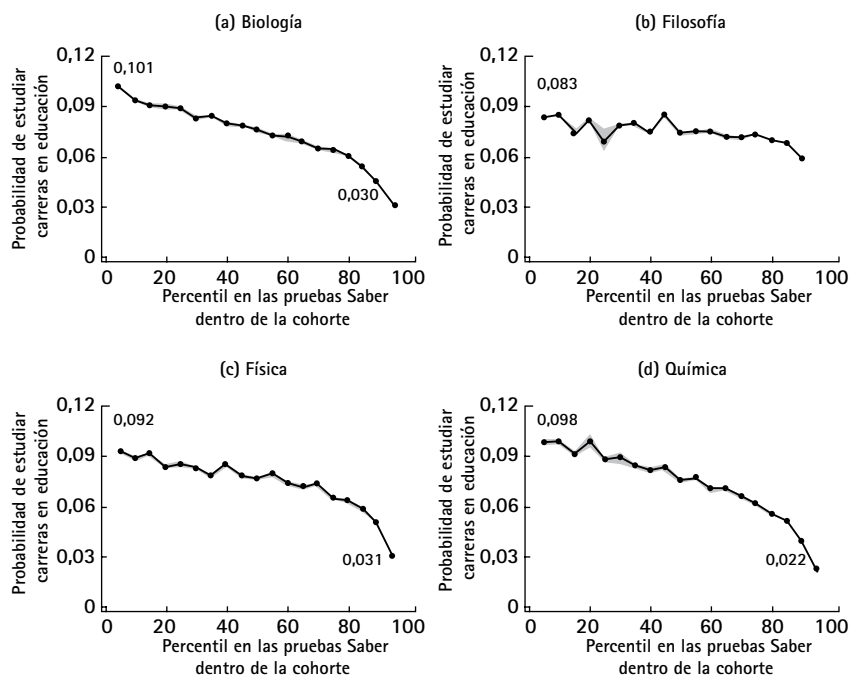 (a) Biología
Probabilidad de estudiar
carreras en educación
0,12
0,09
0,06
0,03
0
0,101
0,030
0
20
40
60
80
100
Percentil en las pruebas Saber
dentro de la cohorte
(b) Filosofía
Probabilidad de estudiar
carreras en educación
0,12
0,09
0,06
0,03
0
0,083
0
20
40
60
80
100
Percentil en las pruebas Saber
dentro de la cohorte
(c) Física
Probabilidad de estudiar
carreras en educación
0,12
0,09
0,06
0,03
0
0,092
0,031
0
20
40
60
80
100
Percentil en las pruebas Saber
dentro de la cohorte
(d) Química
Probabilidad de estudiar
carreras en educación
0,12
0,09
0,06
0,03
0
0,098
0,022
0
20
40
60
80
100
Percentil en las pruebas Saber
dentro de la cohorte